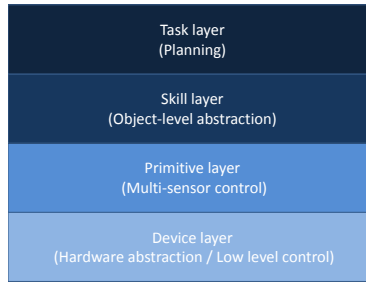 Task layer
(Planning)
Skill layer
(Object-level abstraction)
Primitive layer
(Multi-sensor control)
Device layer
(Hardware abstraction / Low level control)